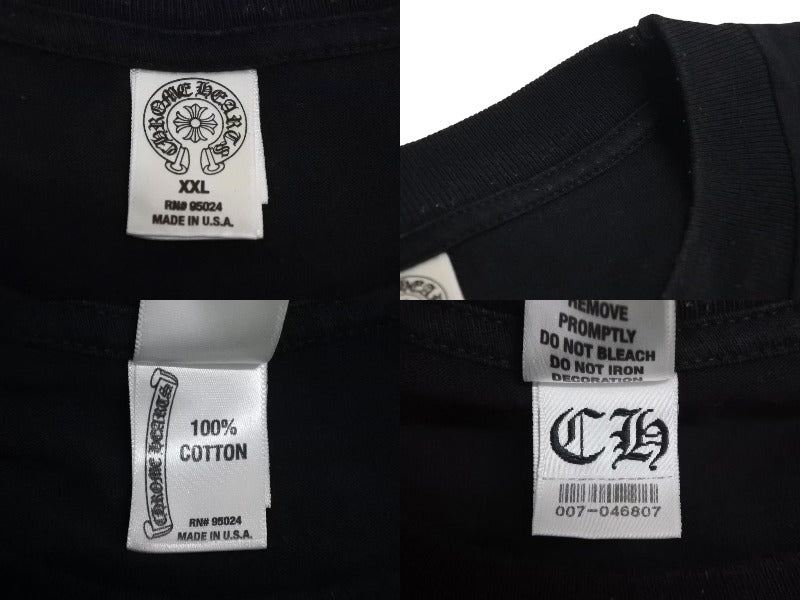 CHROME HEARTS
XXL
RN# 95024
MADE IN U.S.A.
CHROME HEARTS
100%
COTTON
RN# 95024
MADE IN U.S.A.
REMOVE
PROMPTLY
DO NOT BLEACH
DO NOT IRON
DECORATION
CH
007-046807